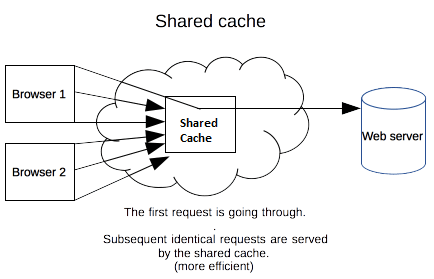 Shared cache
Browser 1
Shared
Cache
Web server
Browser 2
The first request is going through.
.
Subsequent identical requests are served
by the shared cache.
(more efficient)